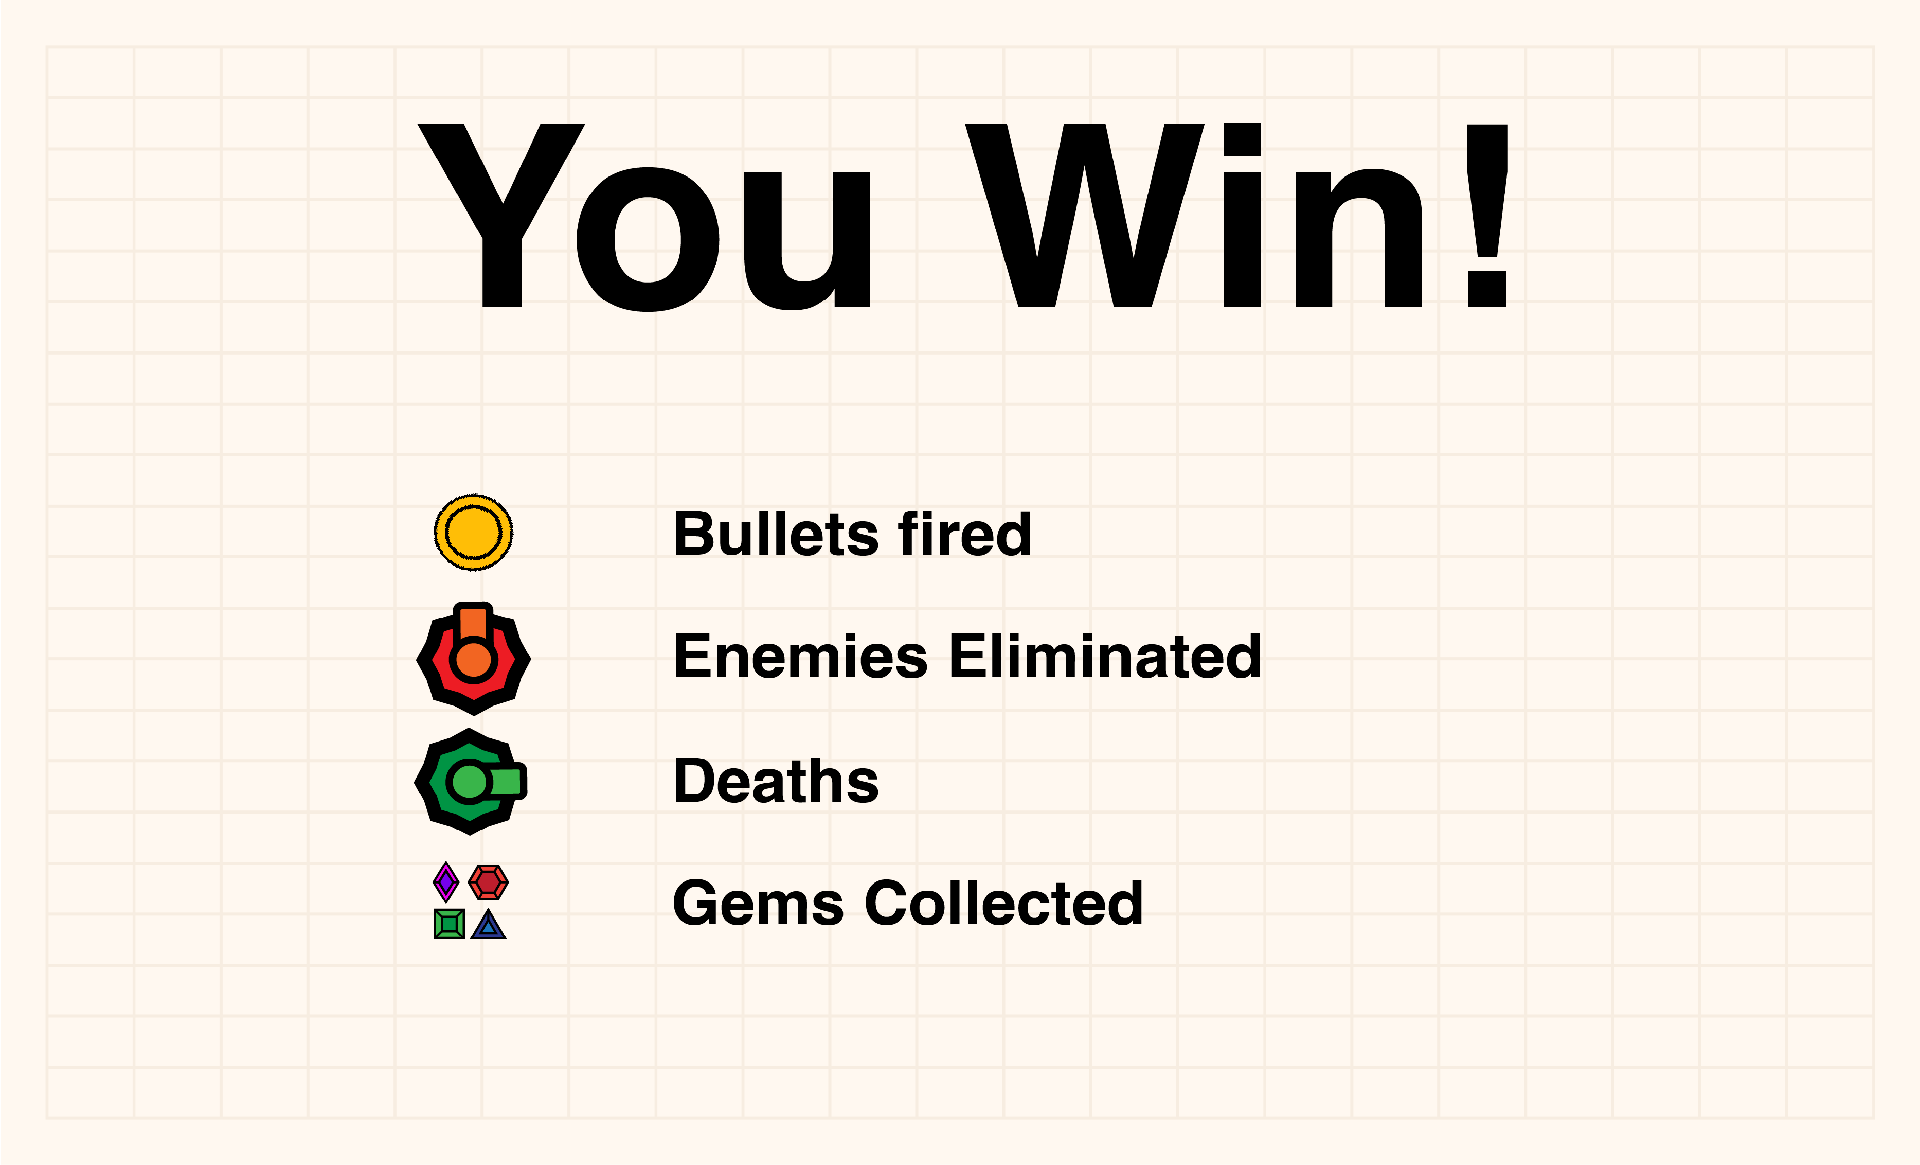 You Win!
Bullets fired
Enemies Eliminated
Deaths
Gems Collected